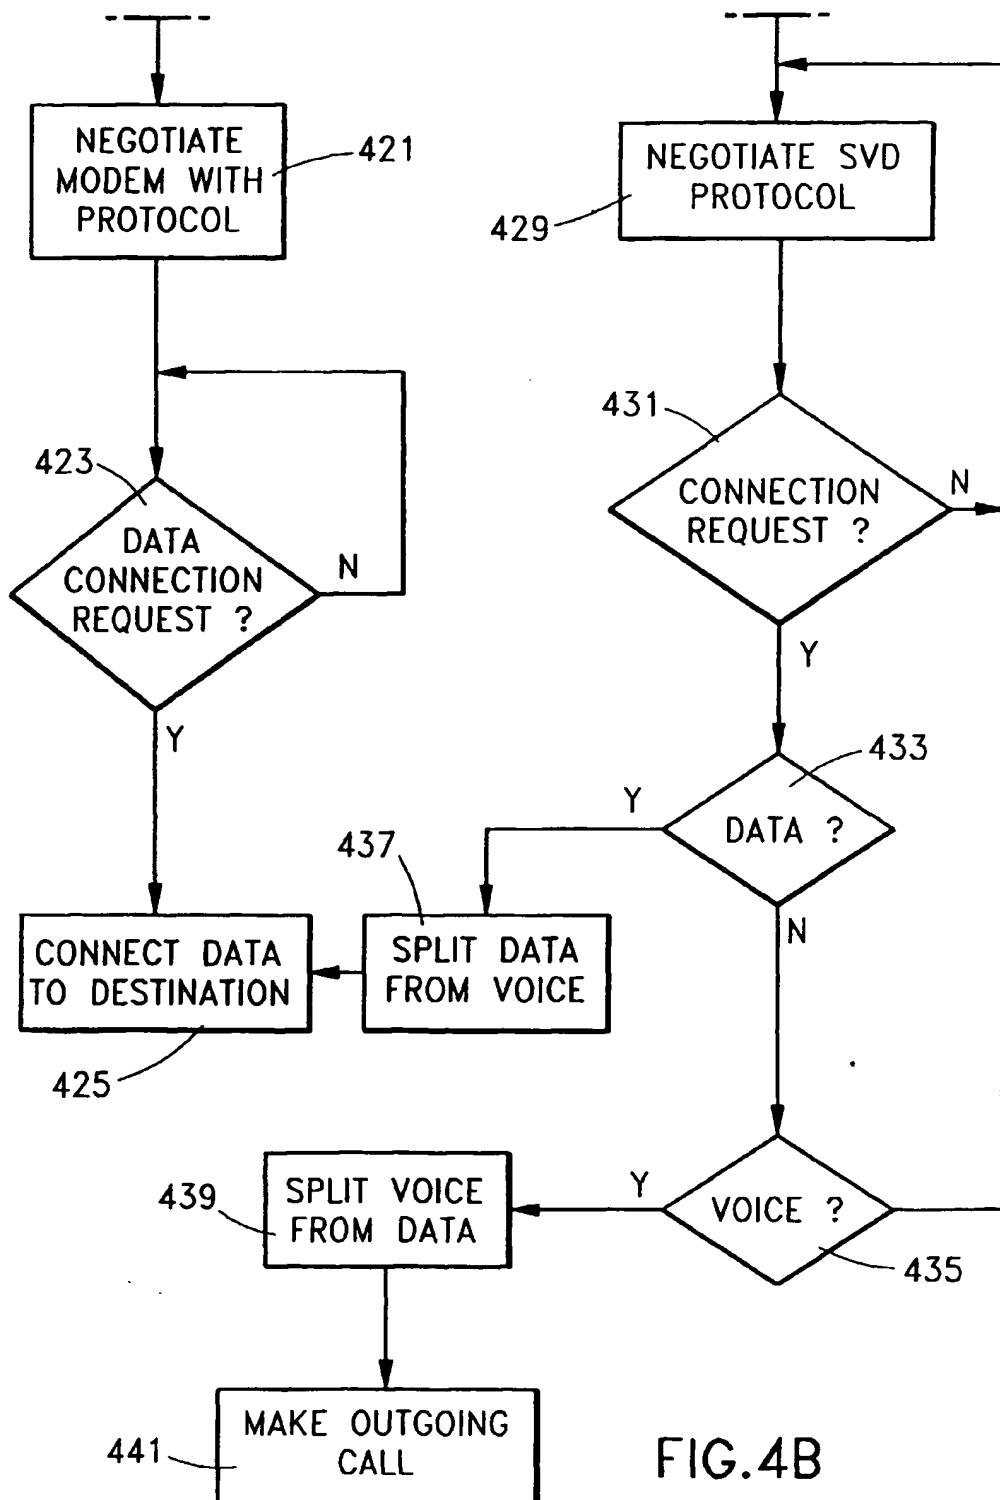 NEGOTIATE
MODEM WITH
PROTOCOL
421
NEGOTIATE SVD
PROTOCOL
429
423
DATA
CONNECTION
REQUEST ?
N
Y
431
CONNECTION
REQUEST ?
N
Y
433
DATA ?
Y
N
437
SPLIT DATA
FROM VOICE
CONNECT DATA
TO DESTINATION
425
VOICE ?
Y
435
439
SPLIT VOICE
FROM DATA
441
MAKE OUTGOING
CALL
FIG.4B